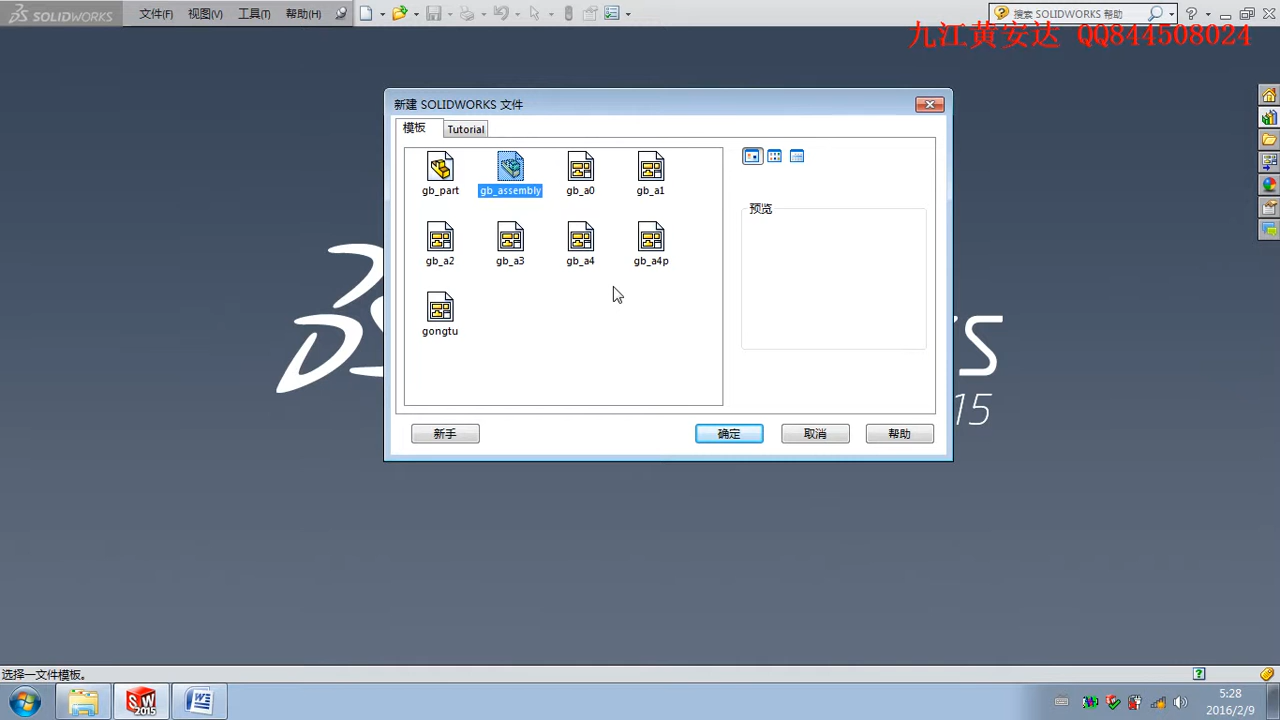 SOLIDWORKS 文件(F) 视图(V) 工具(T) 帮助(H) 搜索 SOLIDWORKS 帮助
九江黄安达 QQ844508024
新建 SOLIDWORKS 文件
模板 Tutorial
gb_part gb_assembly gb_a0 gb_a1
预览
gb_a2 gb_a3 gb_a4 gb_a4p
gongtu
新手 确定 取消 帮助
15
选择一文件模板。
SW 2015
5:28
2016/2/9